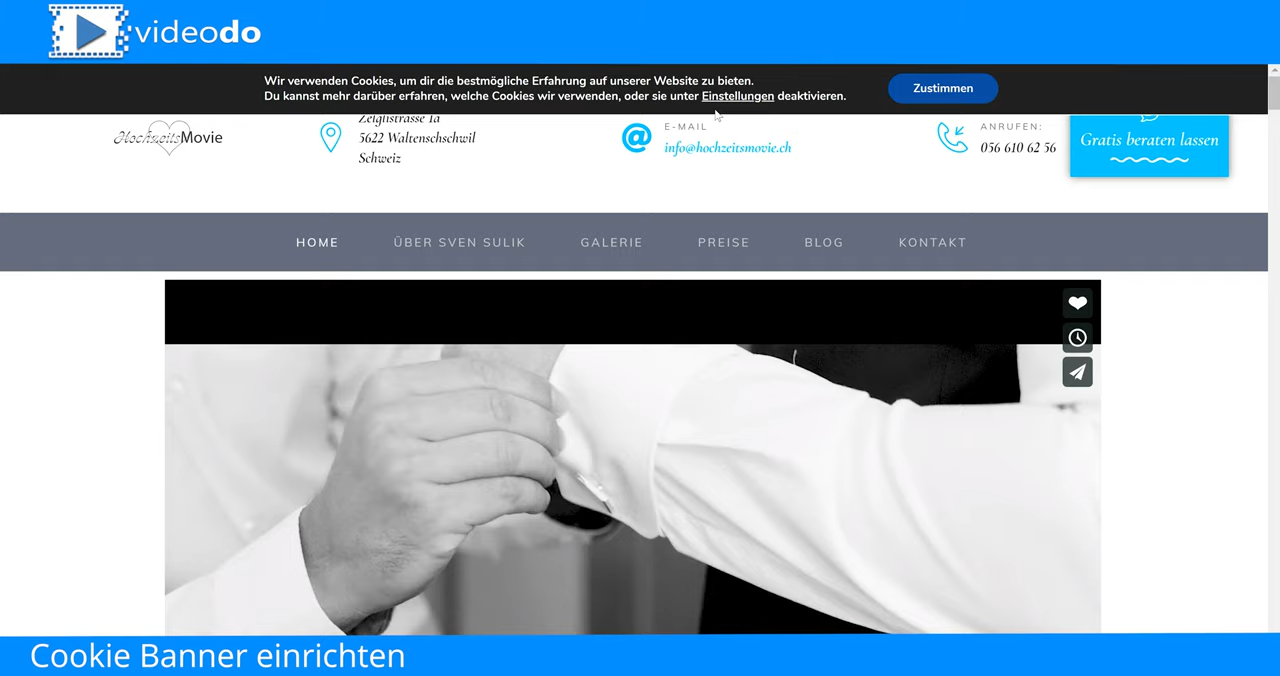 videodo
Wir verwenden Cookies, um dir die bestmögliche Erfahrung auf unserer Website zu bieten.
Du kannst mehr darüber erfahren, welche Cookies wir verwenden, oder sie unter Einstellungen deaktivieren.
Zustimmen
HochzeitsMovie
Zelglistrasse 1a
5622 Waltenschschwil
Schweiz
E-MAIL
info@hochzeitsmovie.ch
ANRUFEN:
056 610 62 56
Gratis beraten lassen
HOME
ÜBER SVEN SULIK
GALERIE
PREISE
BLOG
KONTAKT
Cookie Banner einrichten